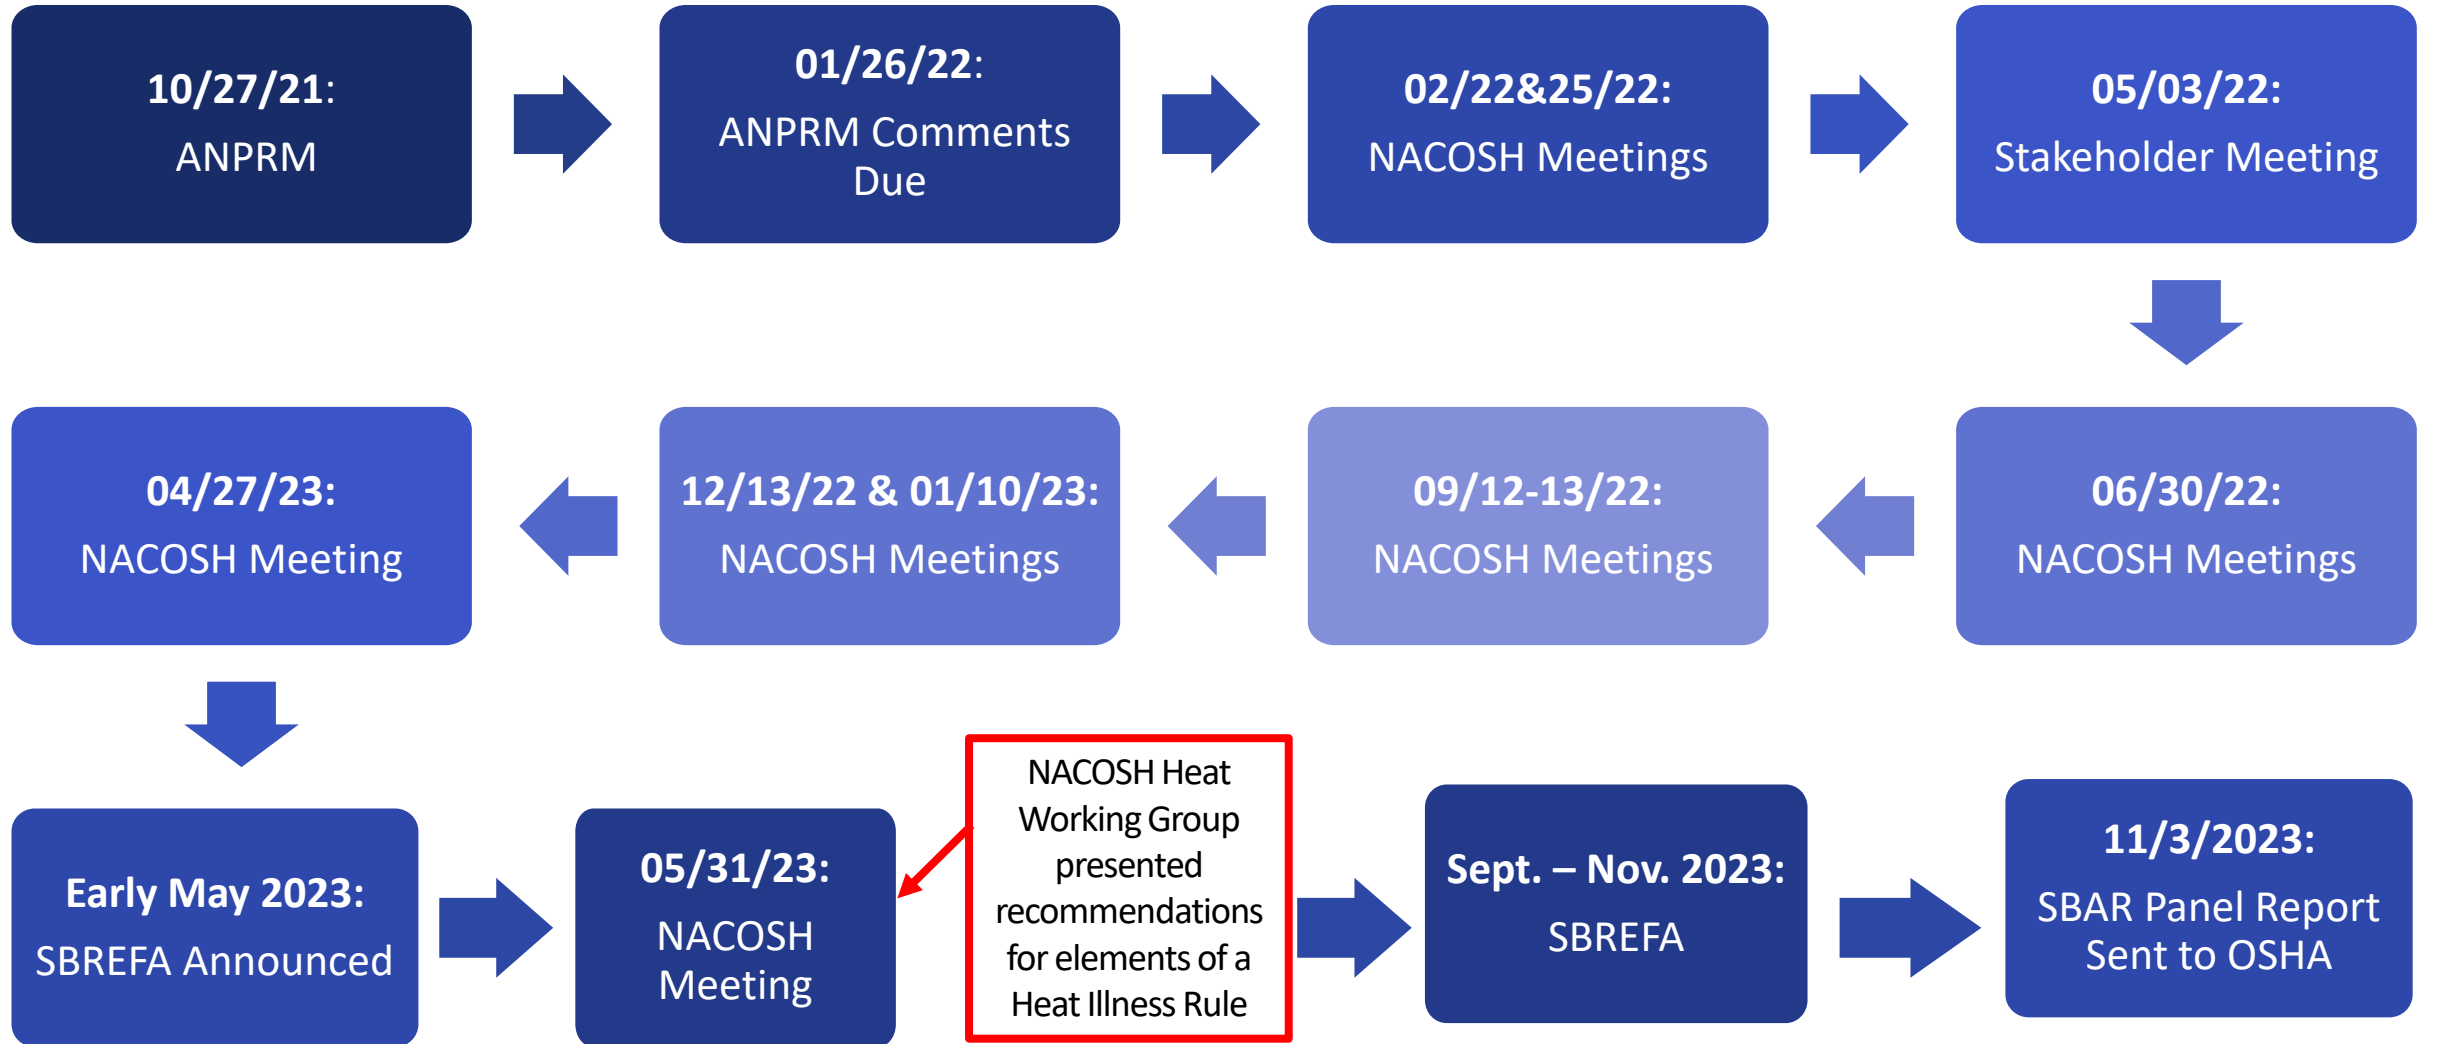 10/27/21:
ANPRM
01/26/22:
ANPRM Comments
Due
02/22&25/22:
NACOSH Meetings
05/03/22:
Stakeholder Meeting
06/30/22:
NACOSH Meetings
09/12-13/22:
NACOSH Meetings
12/13/22 & 01/10/23:
NACOSH Meetings
04/27/23:
NACOSH Meeting
Early May 2023:
SBREFA Announced
05/31/23:
NACOSH
Meeting
NACOSH Heat
Working Group
presented
recommendations
for elements of a
Heat Illness Rule
Sept. – Nov. 2023:
SBREFA
11/3/2023:
SBAR Panel Report
Sent to OSHA